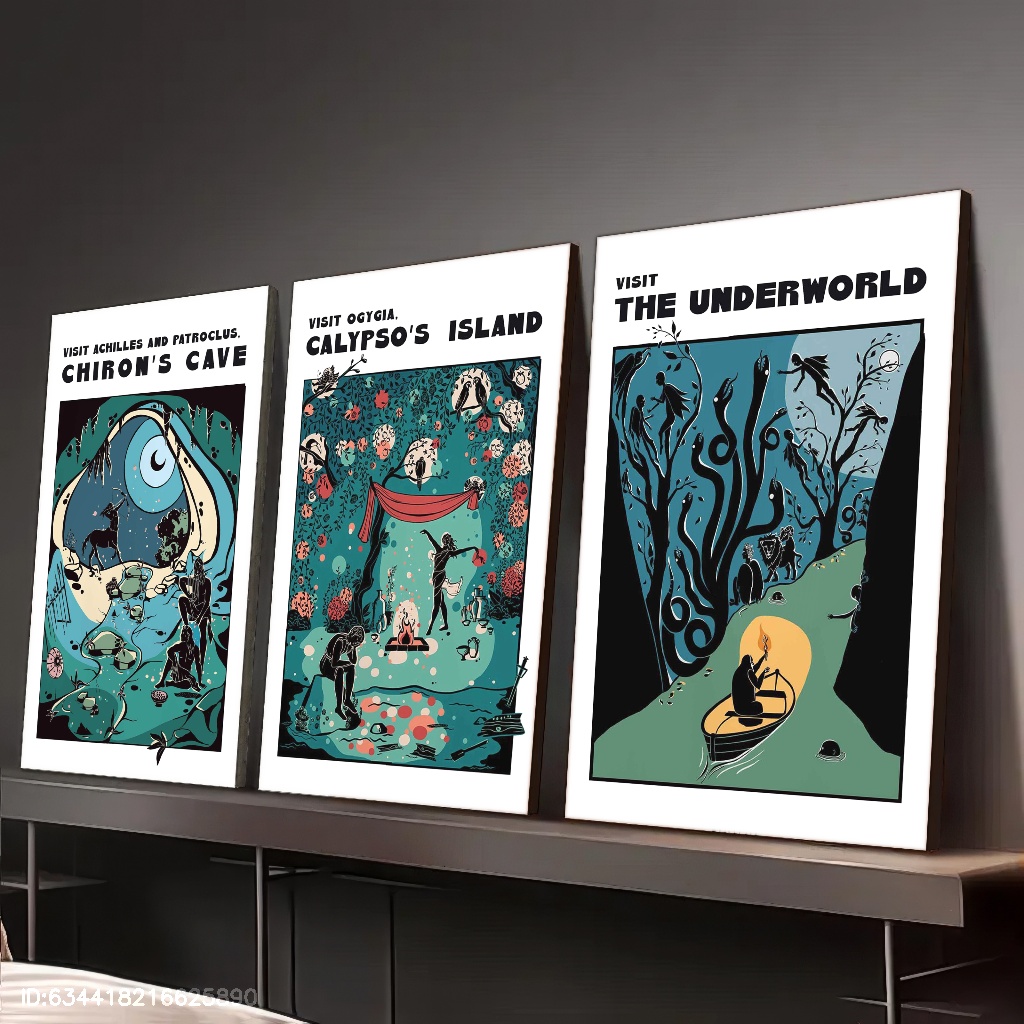 VISIT ACHILLES AND PATROCLUS,
CHIRON'S CAVE
VISIT OGYGIA,
CALYPSO'S ISLAND
VISIT
THE UNDERWORLD